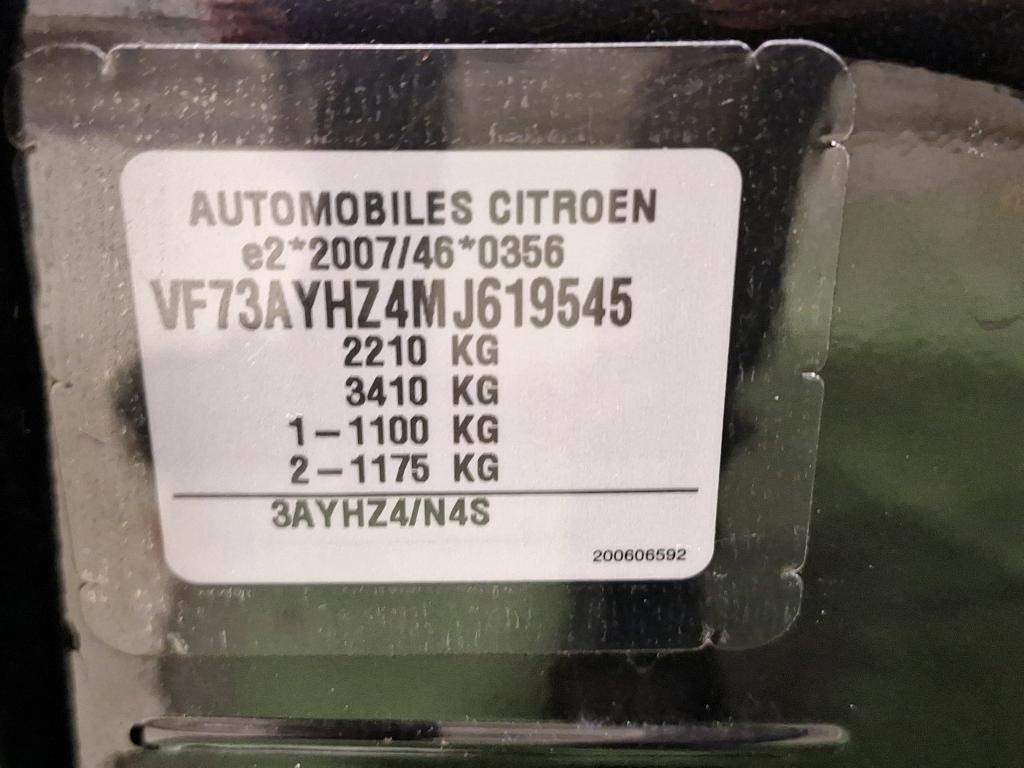 AUTOMOBILES CITROEN
e2*2007/46*0356
VF73AYHZ4MJ619545
2210 KG
3410 KG
1–1100 KG
2–1175 KG
3AYHZ4/N4S
200606592